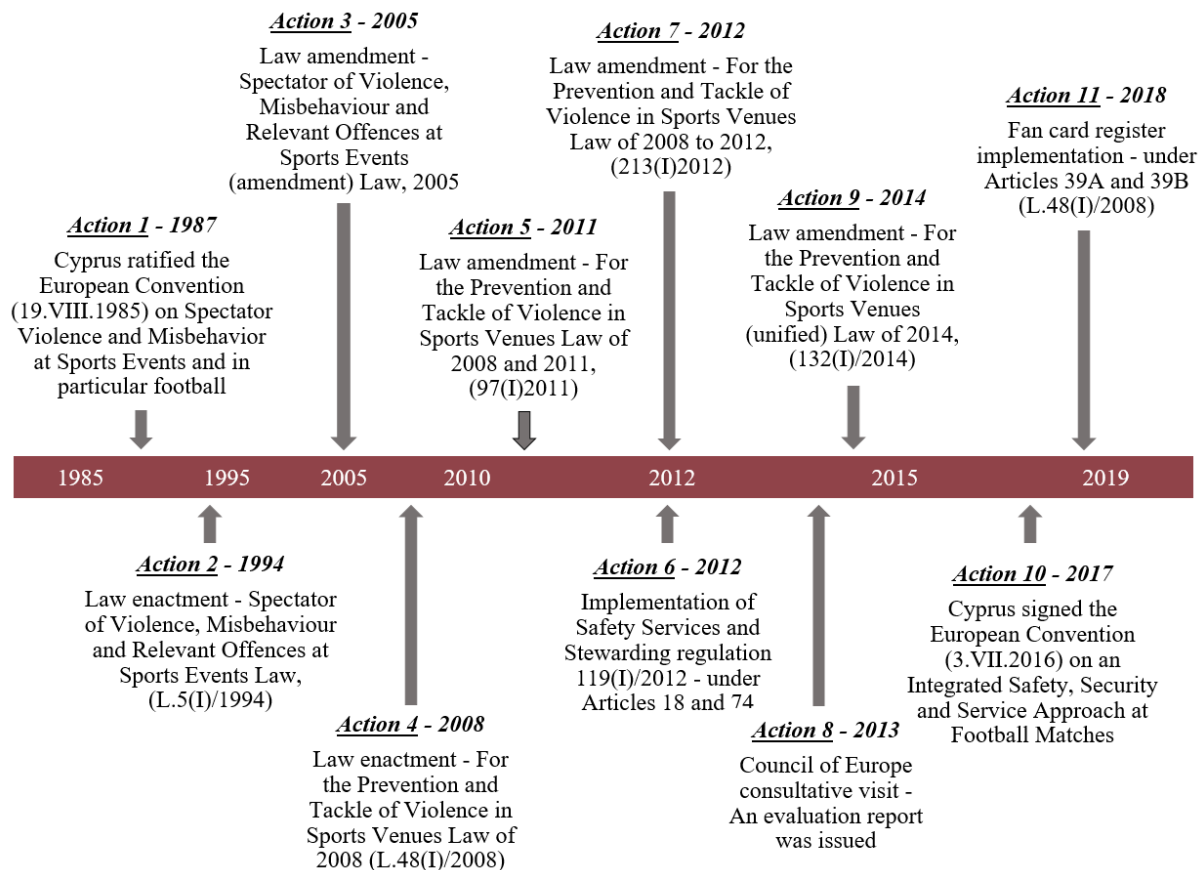 Action 3 - 2005
Law amendment -
Spectator of Violence,
Misbehaviour and
Relevant Offences at
Sports Events
(amendment) Law, 2005
Action 7 - 2012
Law amendment - For the
Prevention and Tackle of
Violence in Sports Venues
Law of 2008 to 2012,
(213(I)2012)
Action 11 - 2018
Fan card register
implementation - under
Articles 39A and 39B
(L.48(I)/2008)
Action 1 - 1987
Cyprus ratified the
European Convention
(19.VIII.1985) on Spectator
Violence and Misbehavior
at Sports Events and in
particular football
Action 5 - 2011
Law amendment - For
the Prevention and
Tackle of Violence in
Sports Venues Law of
2008 and 2011,
(97(I)2011)
Action 9 - 2014
Law amendment - For
the Prevention and
Tackle of Violence in
Sports Venues
(unified) Law of 2014,
(132(I)/2014)
1985 1995 2005 2010 2012 2015 2019
Action 2 - 1994
Law enactment - Spectator
of Violence, Misbehaviour
and Relevant Offences at
Sports Events Law,
(L.5(I)/1994)
Action 4 - 2008
Law enactment - For
the Prevention and
Tackle of Violence in
Sports Venues Law of
2008 (L.48(I)/2008)
Action 6 - 2012
Implementation of
Safety Services and
Stewarding regulation
119(I)/2012 - under
Articles 18 and 74
Action 8 - 2013
Council of Europe
consultative visit -
An evaluation report
was issued
Action 10 - 2017
Cyprus signed the
European Convention
(3.VII.2016) on an
Integrated Safety, Security
and Service Approach at
Football Matches